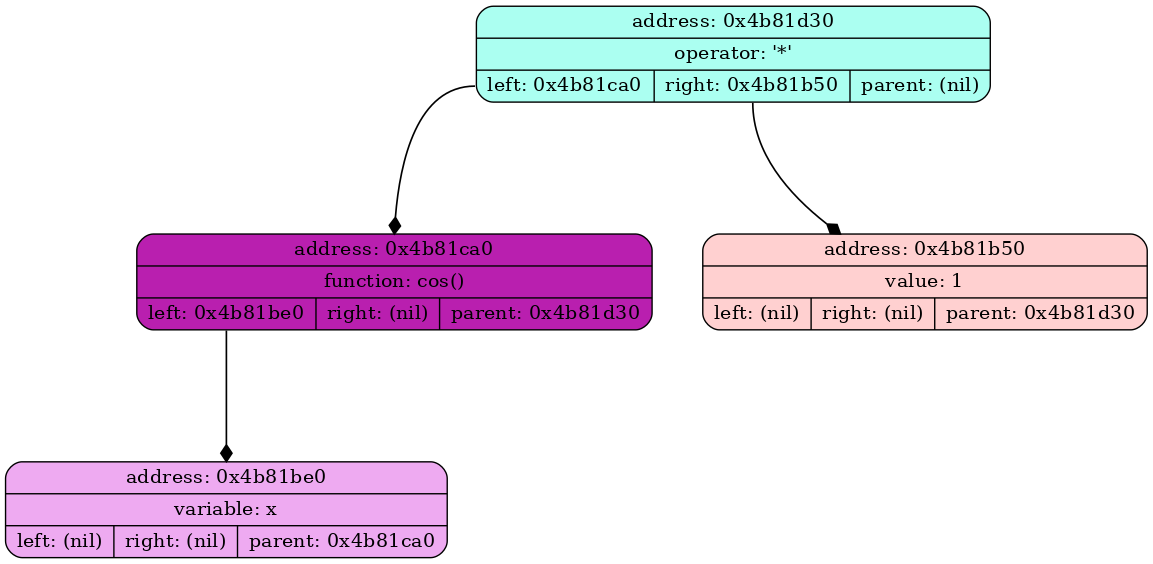 address: 0x4b81d30
operator: '*'
left: 0x4b81ca0 right: 0x4b81b50 parent: (nil)
address: 0x4b81ca0
function: cos()
left: 0x4b81be0 right: (nil) parent: 0x4b81d30
address: 0x4b81b50
value: 1
left: (nil) right: (nil) parent: 0x4b81d30
address: 0x4b81be0
variable: x
left: (nil) right: (nil) parent: 0x4b81ca0